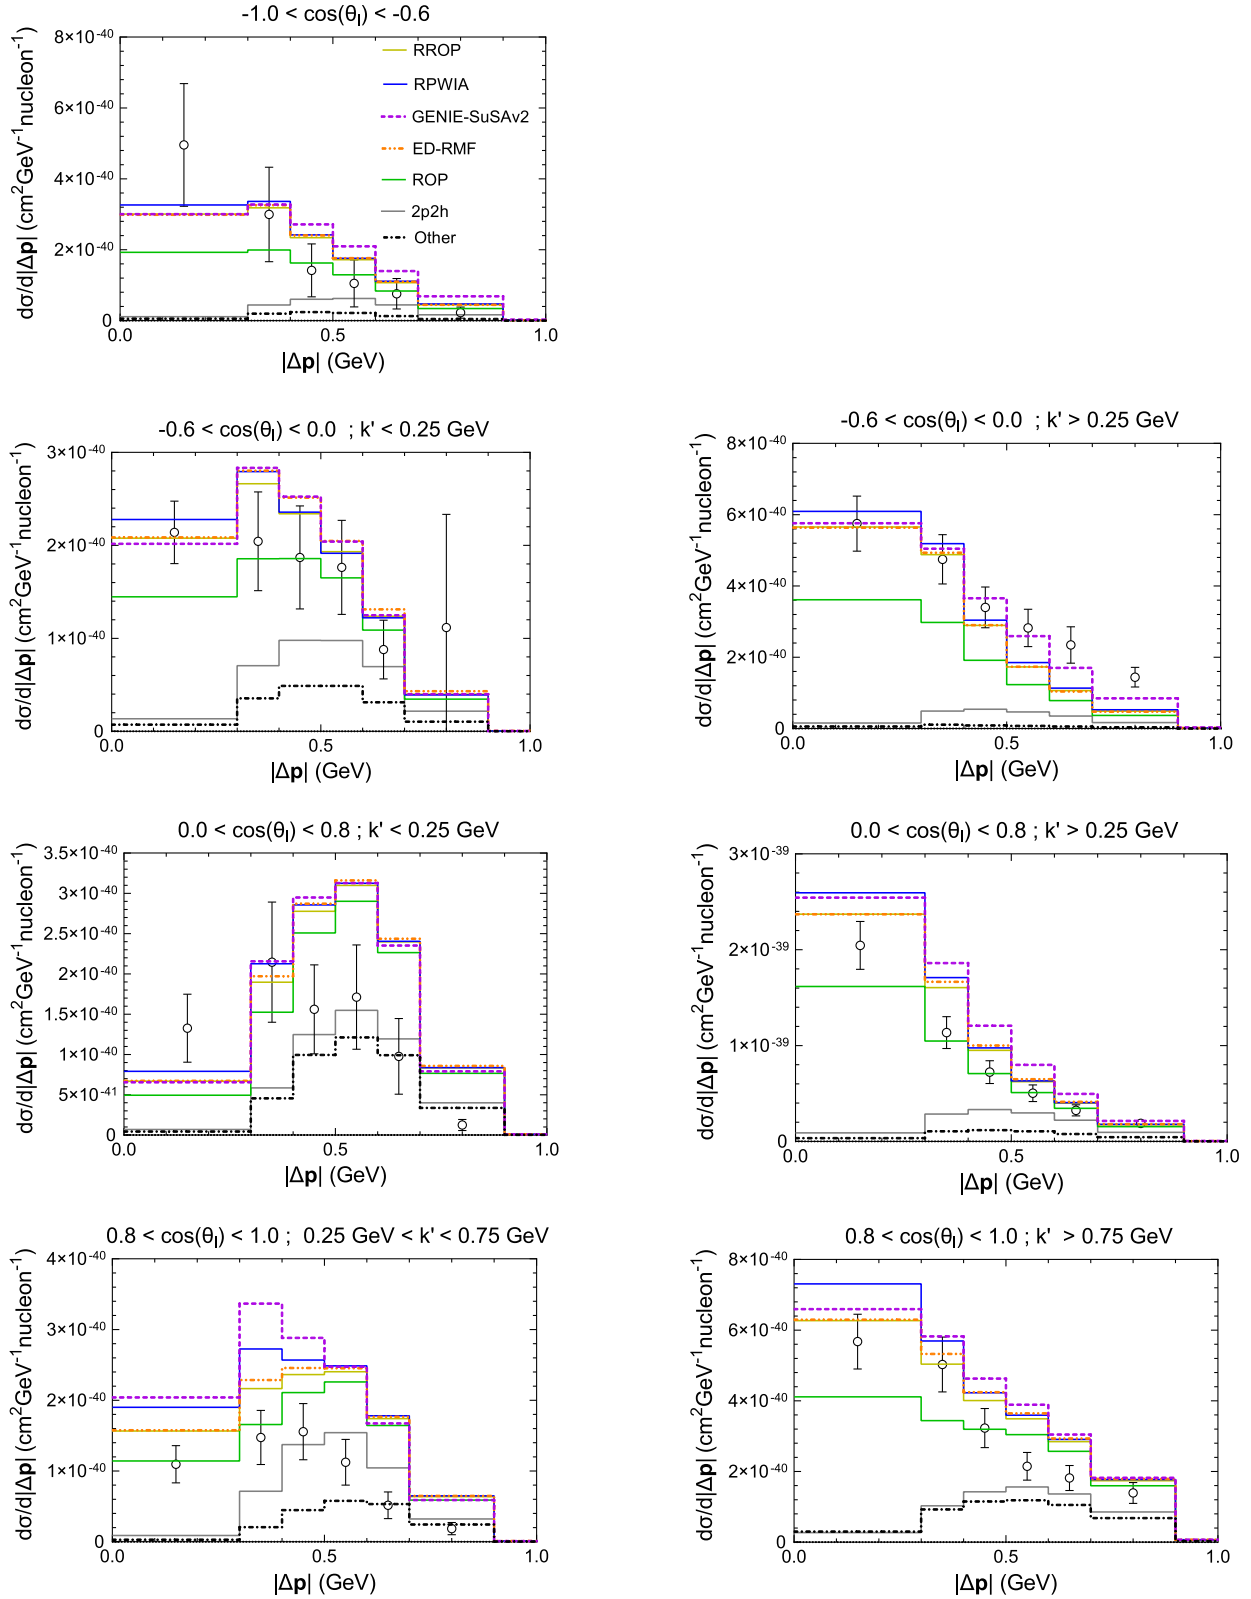 -1.0 < cos(θl) < -0.6
8×10-40
6×10-40
4×10-40
2×10-40
0
0.0
0.5
1.0
dσ/d|Δp| (cm2GeV-1nucleon-1)
|Δp| (GeV)
RROP
RPWIA
GENIE-SuSAv2
ED-RMF
ROP
2p2h
Other
-0.6 < cos(θl) < 0.0 ; k' < 0.25 GeV
3×10-40
2×10-40
1×10-40
0
0.0
0.5
1.0
dσ/d|Δp| (cm2GeV-1nucleon-1)
|Δp| (GeV)
-0.6 < cos(θl) < 0.0 ; k' > 0.25 GeV
8×10-40
6×10-40
4×10-40
2×10-40
0
0.0
0.5
1.0
dσ/d|Δp| (cm2GeV-1nucleon-1)
|Δp| (GeV)
0.0 < cos(θl) < 0.8 ; k' < 0.25 GeV
3.5×10-40
3×10-40
2.5×10-40
2×10-40
1.5×10-40
1×10-40
5×10-41
0
0.0
0.5
1.0
dσ/d|Δp| (cm2GeV-1nucleon-1)
|Δp| (GeV)
0.0 < cos(θl) < 0.8 ; k' > 0.25 GeV
3×10-39
2×10-39
1×10-39
0
0.0
0.5
1.0
dσ/d|Δp| (cm2GeV-1nucleon-1)
|Δp| (GeV)
0.8 < cos(θl) < 1.0 ; 0.25 GeV < k' < 0.75 GeV
4×10-40
3×10-40
2×10-40
1×10-40
0
0.0
0.5
1.0
dσ/d|Δp| (cm2GeV-1nucleon-1)
|Δp| (GeV)
0.8 < cos(θl) < 1.0 ; k' > 0.75 GeV
8×10-40
6×10-40
4×10-40
2×10-40
0
0.0
0.5
1.0
dσ/d|Δp| (cm2GeV-1nucleon-1)
|Δp| (GeV)